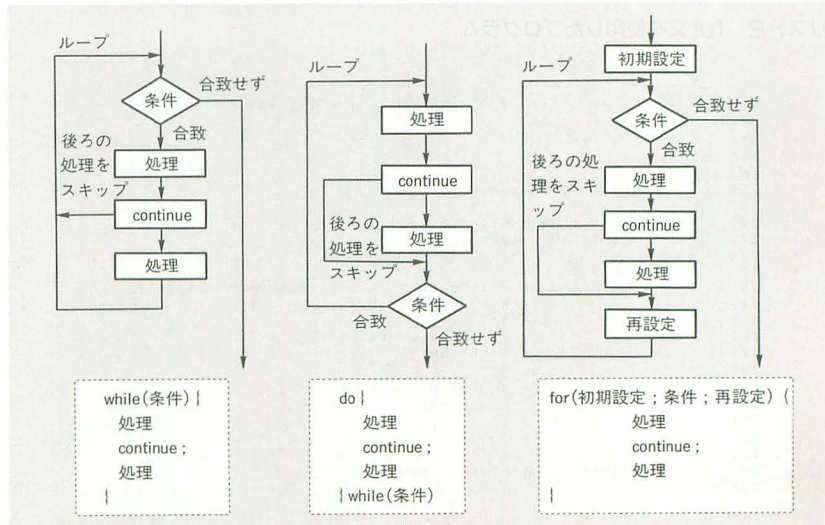 ループ
条件
合致せず
合致
後ろの
処理を
スキップ
処理
continue
処理
while(条件) {
処理
continue ;
処理
}
ループ
処理
continue
後ろの
処理を
スキップ
処理
条件
合致
合致せず
do {
処理
continue ;
処理
} while(条件)
初期設定
ループ
条件
合致せず
合致
後ろの処
理をスキ
ップ
処理
continue
処理
再設定
for(初期設定 ; 条件 ; 再設定) {
処理
continue ;
処理
}